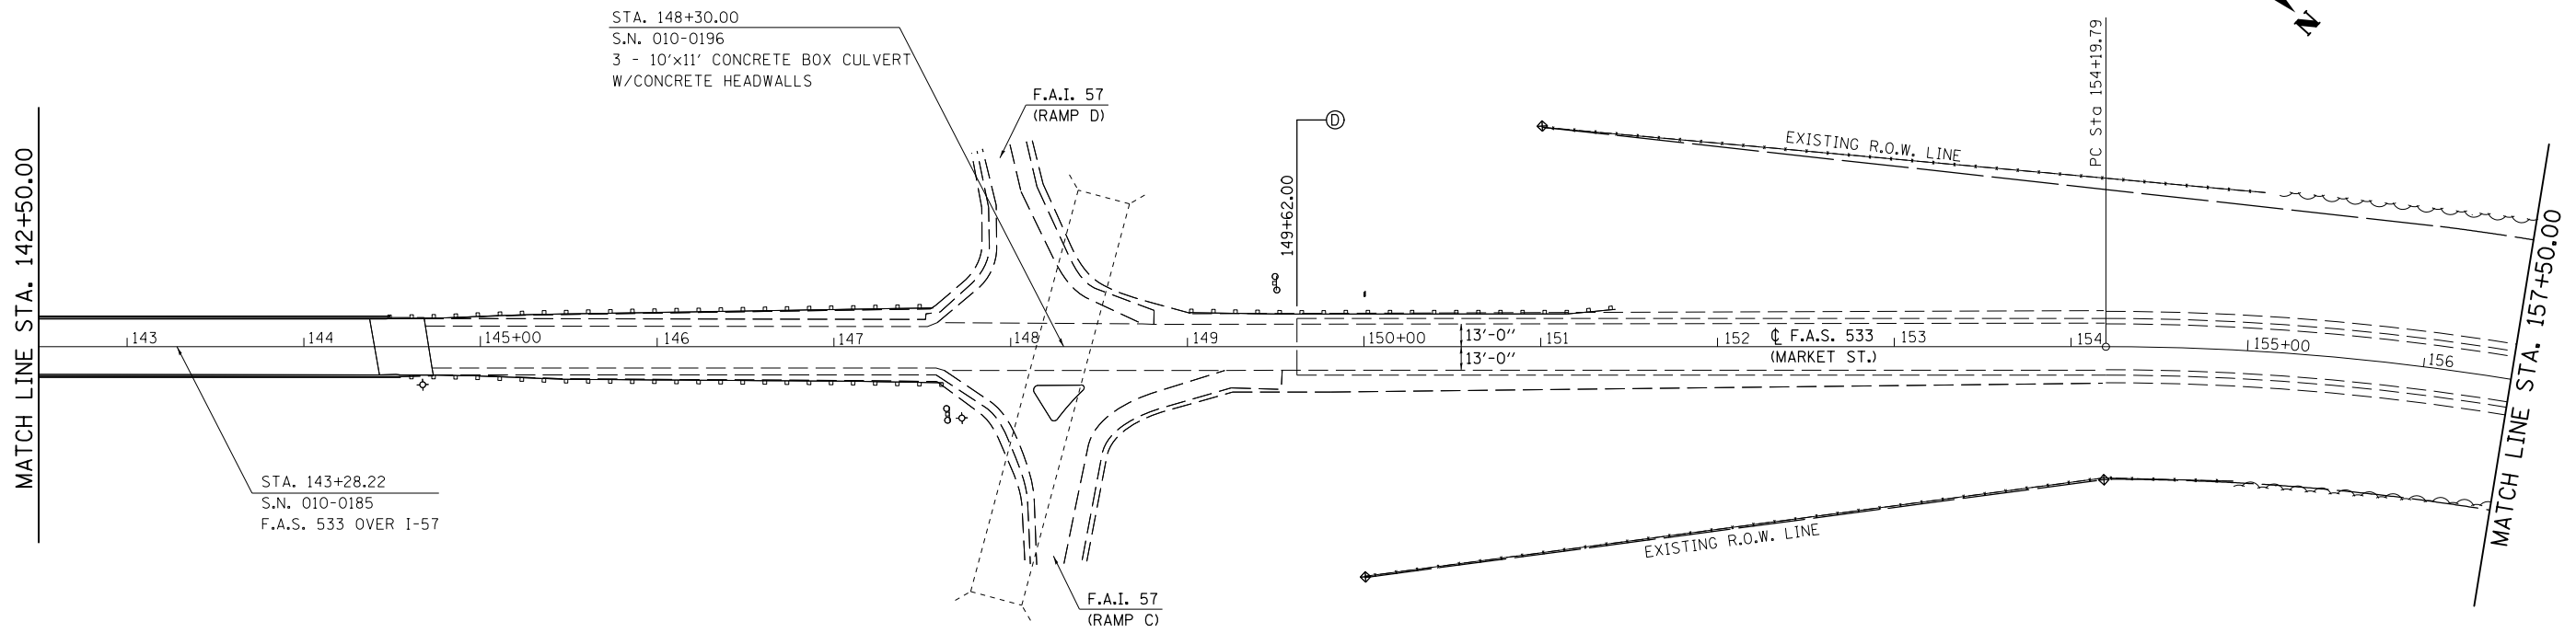 STA. 148+30.00
S.N. 010-0196
3 - 10'x11' CONCRETE BOX CULVERT
W/CONCRETE HEADWALLS
F.A.I. 57
(RAMP D)
D
149+62.00
EXISTING R.O.W. LINE
PC Sta 154+19.79
N
MATCH LINE STA. 142+50.00
MATCH LINE STA. 157+50.00
143
144
145+00
146
147
148
149
150+00
151
152
153
154
155+00
156
13'-0"
13'-0"
℄ F.A.S. 533
(MARKET ST.)
STA. 143+28.22
S.N. 010-0185
F.A.S. 533 OVER I-57
EXISTING R.O.W. LINE
F.A.I. 57
(RAMP C)